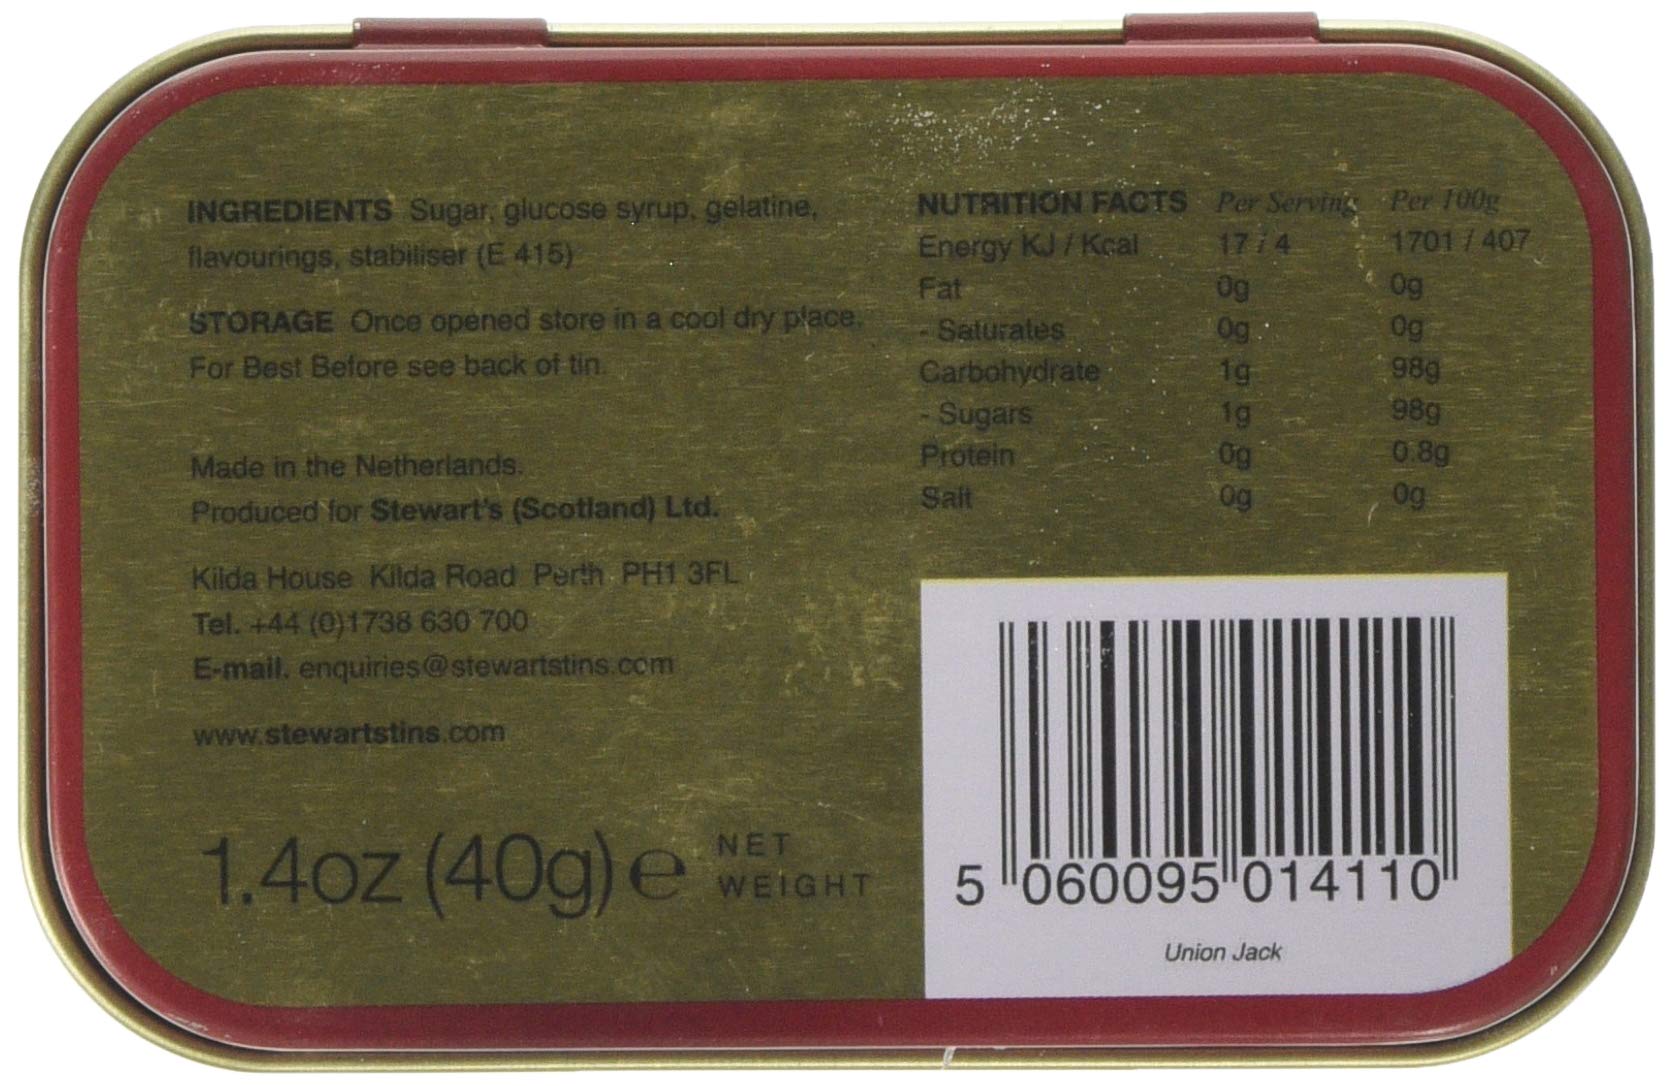 INGREDIENTS Sugar, glucose syrup, gelatine,
flavourings, stabiliser (E 415)
STORAGE Once opened store in a cool dry place.
For Best Before see back of tin.
Made in the Netherlands.
Produced for Stewart's (Scotland) Ltd.
Kilda House Kilda Road Perth PH1 3FL
Tel. +44 (0)1738 630 700
E-mail. enquiries@stewartstins.com
www.stewartstins.com
1.4oz (40g) e NET WEIGHT
NUTRITION FACTS Per Serving Per 100g
Energy KJ / Kcal 17 / 4 1701 / 407
Fat 0g 0g
- Saturates 0g 0g
Carbohydrate 1g 98g
- Sugars 1g 98g
Protein 0g 0.8g
Salt 0g 0g
5 060095 014110
Union Jack